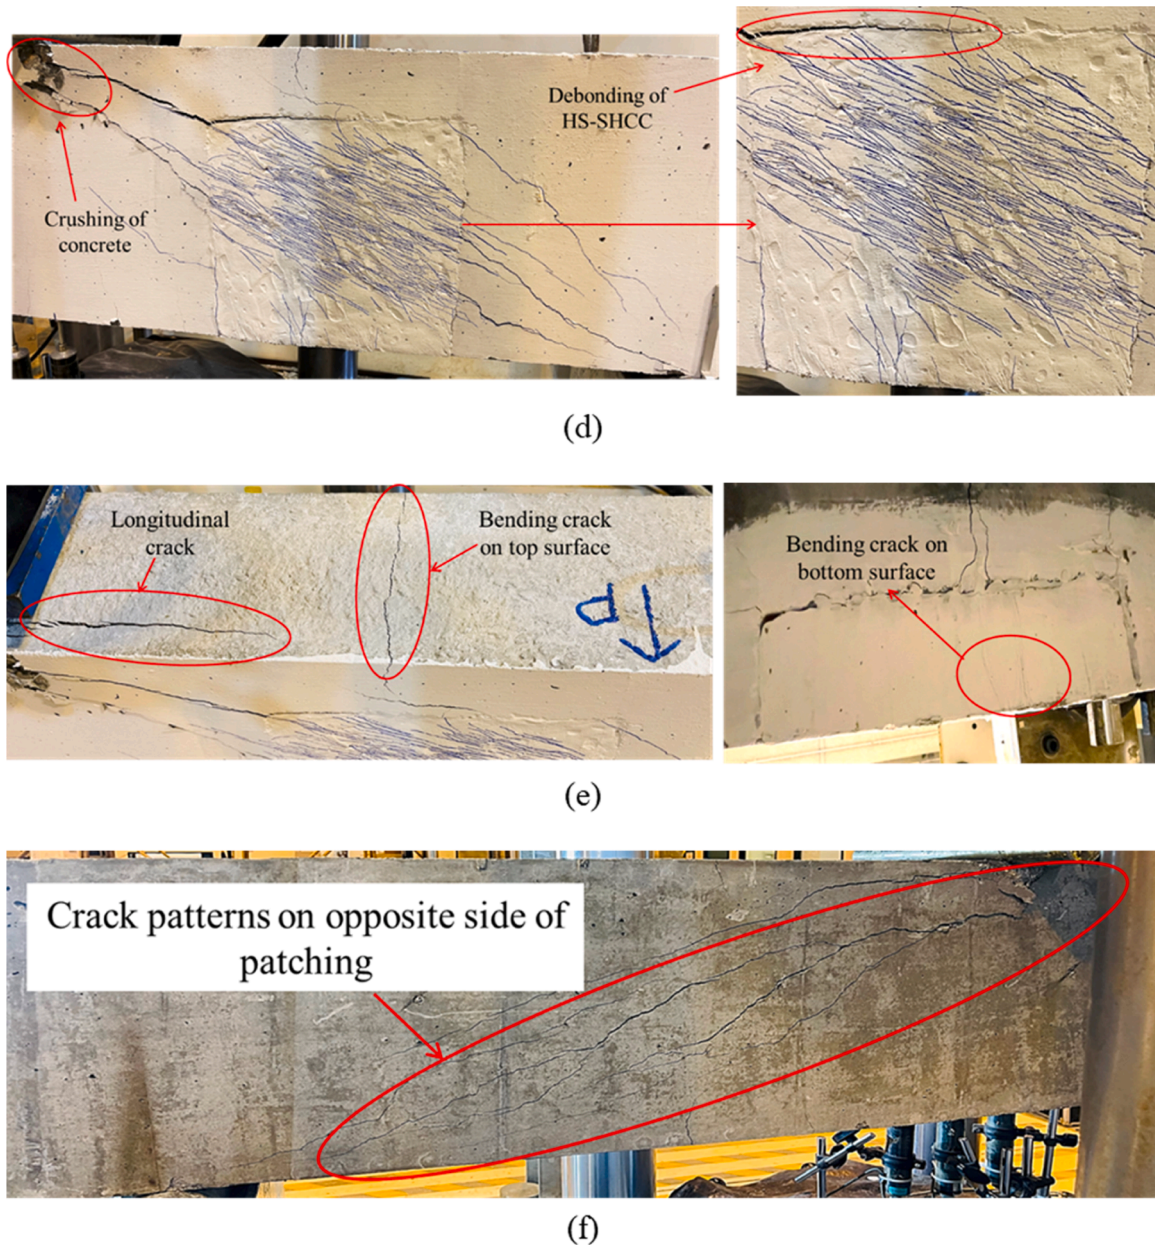 Debonding of
HS-SHCC
Crushing of
concrete
(d)
Longitudinal
crack
Bending crack
on top surface
Bending crack on
bottom surface
(e)
Crack patterns on opposite side of
patching
(f)